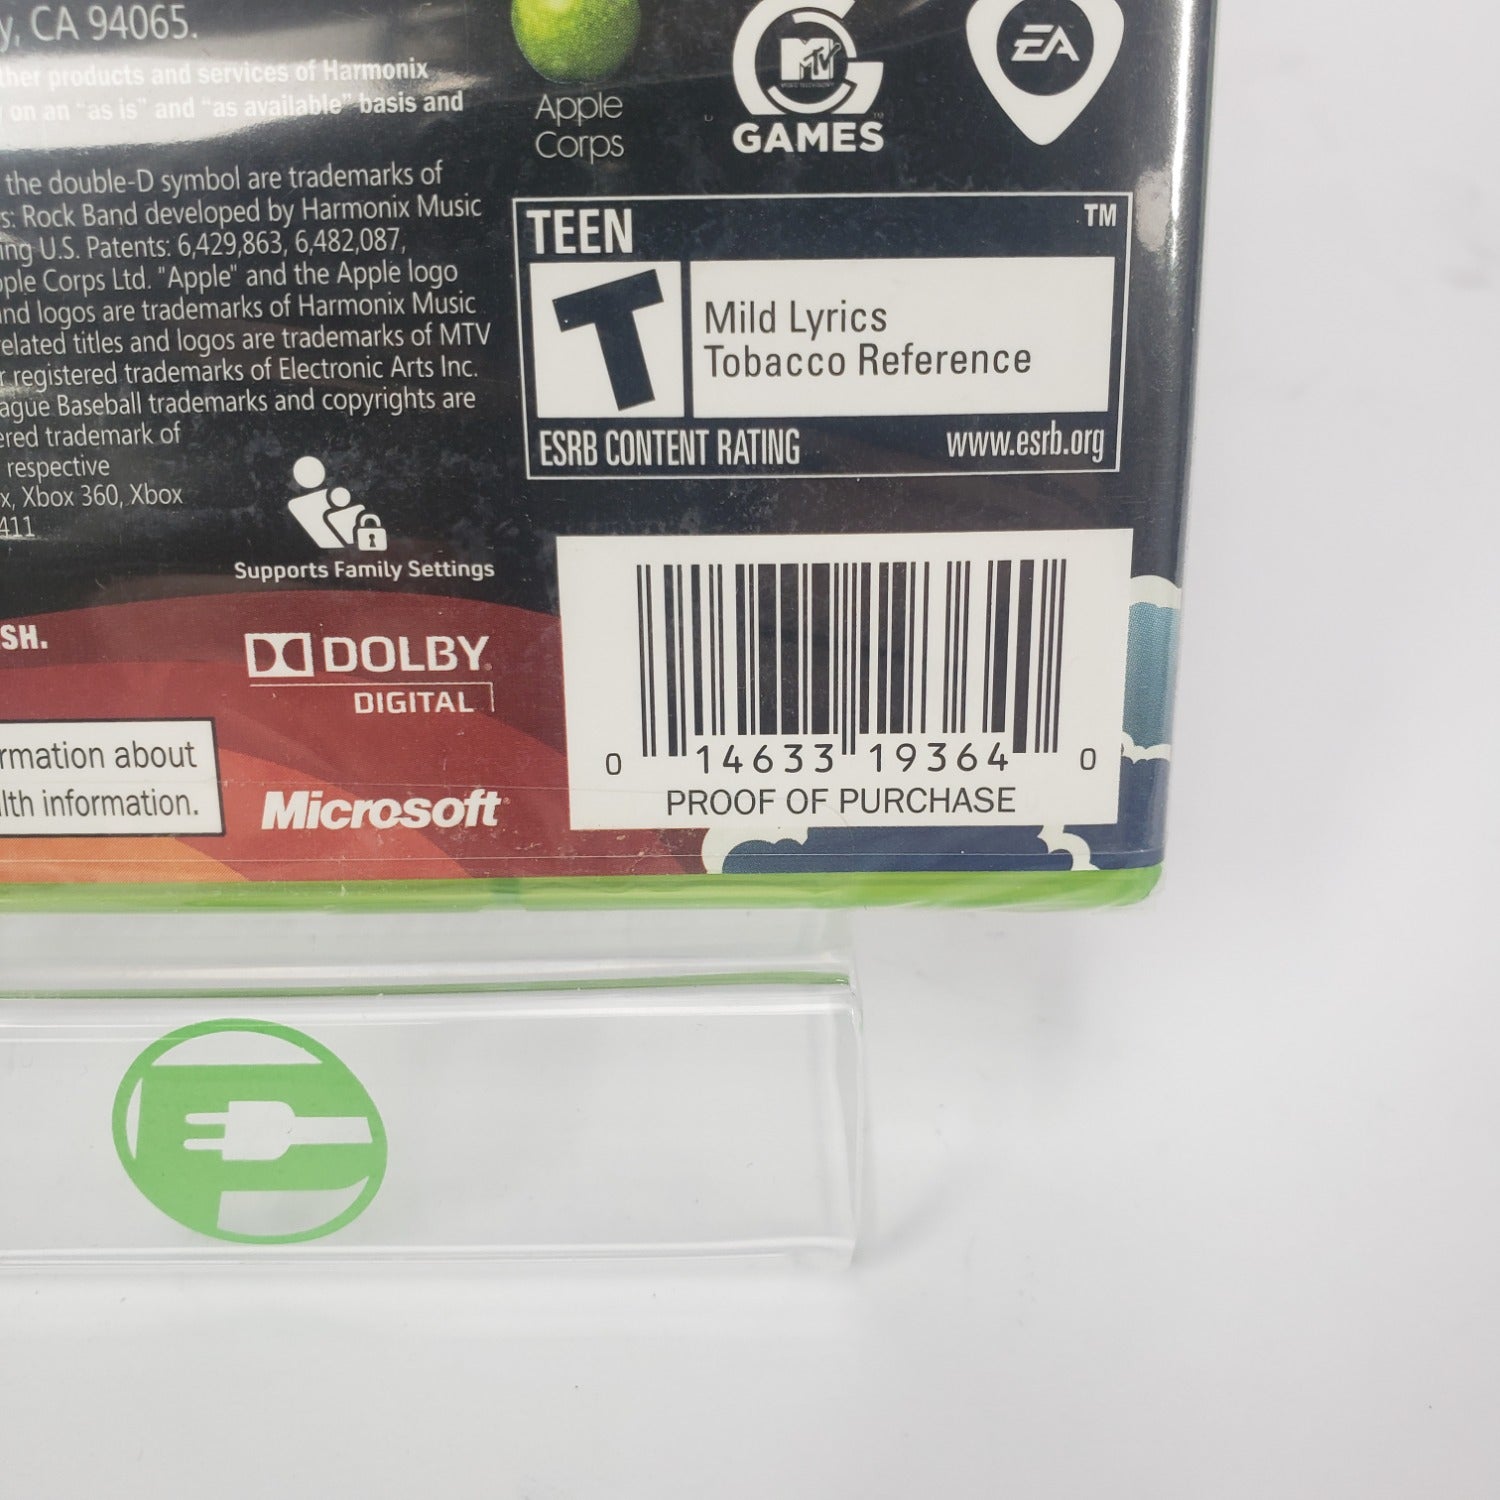 y, CA 94065.
ther products and services of Harmonix
on an "as is" and "as available" basis and
the double-D symbol are trademarks of
s: Rock Band developed by Harmonix Music
ing U.S. Patents: 6,429,863, 6,482,087,
ple Corps Ltd. "Apple" and the Apple logo
and logos are trademarks of Harmonix Music
related titles and logos are trademarks of MTV
r registered trademarks of Electronic Arts Inc.
ague Baseball trademarks and copyrights are
ered trademark of
respective
x, Xbox 360, Xbox
411
Supports Family Settings
SH.
DOLBY
DIGITAL
rmation about
lth information.
Microsoft
Apple
Corps
MTV
GAMES
EA
TEEN TM
T
Mild Lyrics
Tobacco Reference
ESRB CONTENT RATING www.esrb.org
0 14633 19364 0
PROOF OF PURCHASE